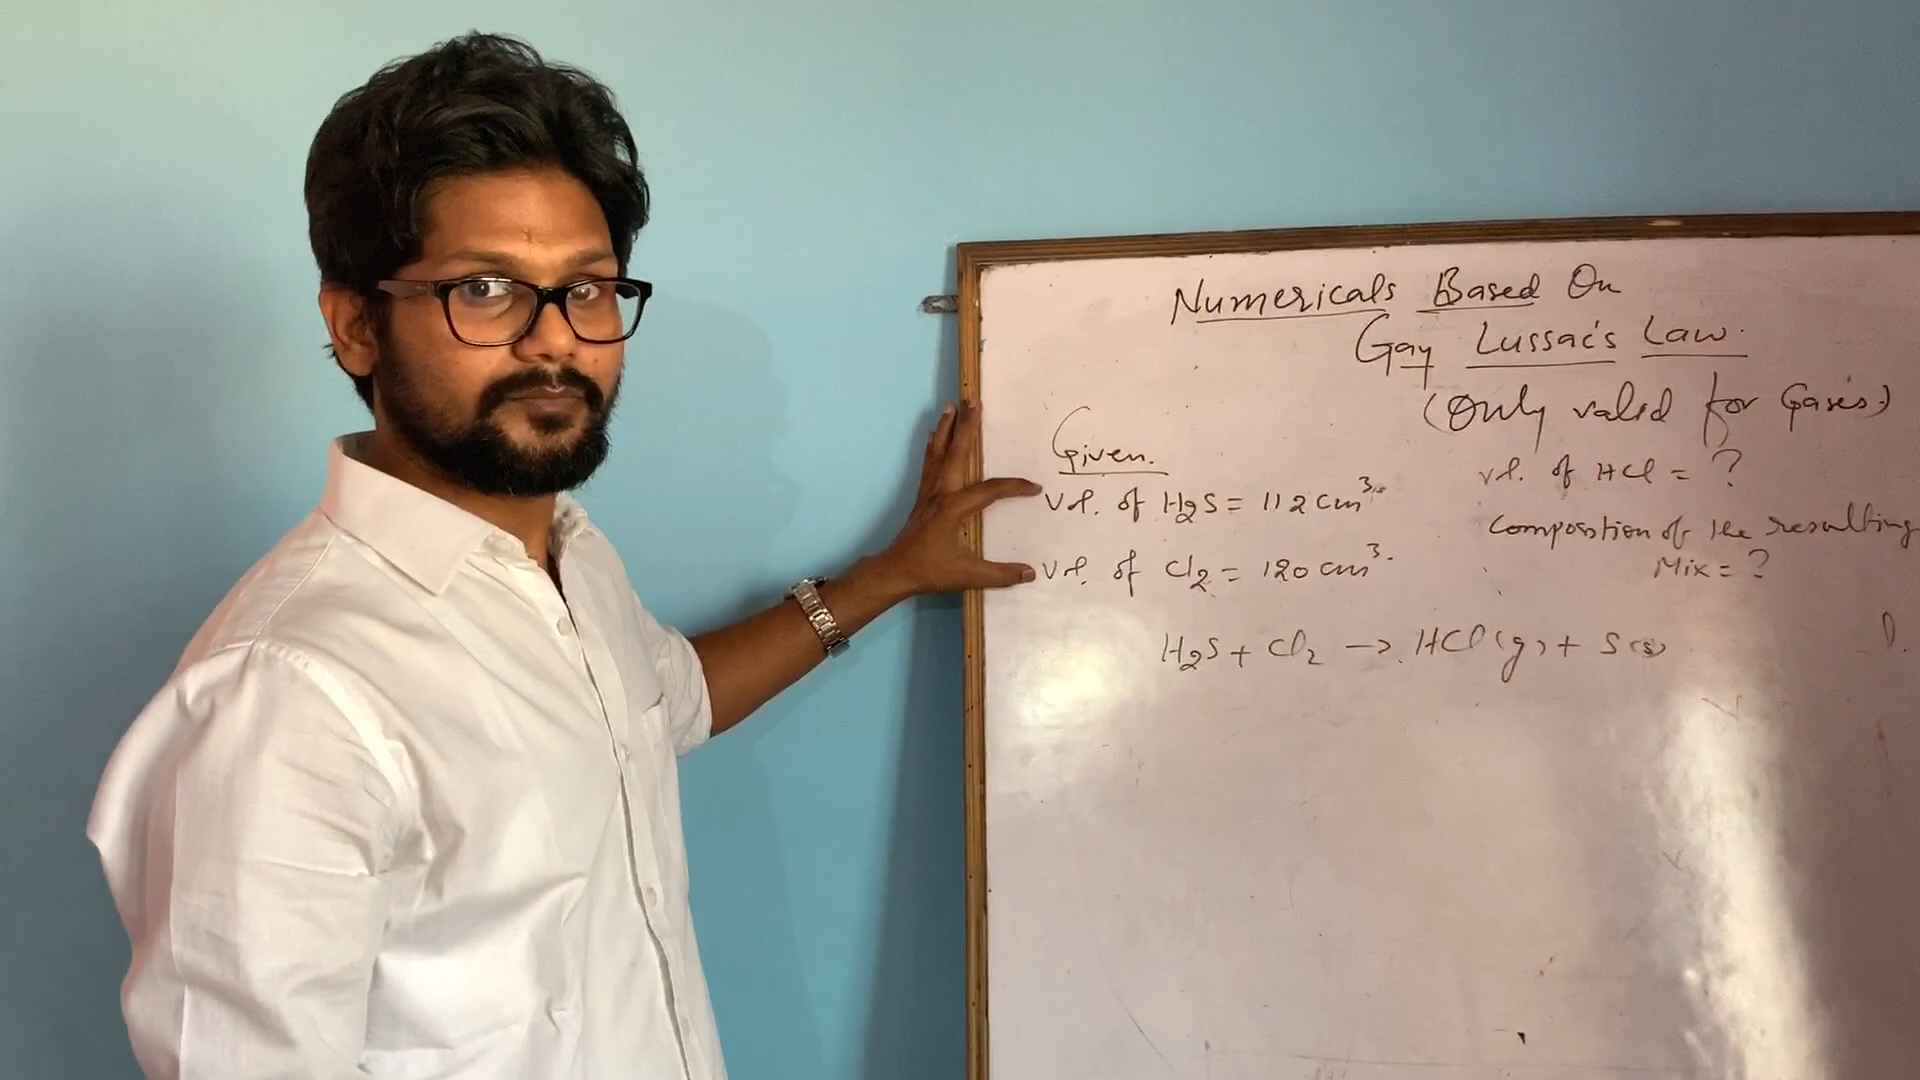 Numericals Based On
Gay Lussac's Law.
(Only valid for Gases)
Given.
Vol. of H₂S = 112 cm³.
Vol. of Cl₂ = 120 cm³.
Vol. of HCl = ?
Composition of the resulting
Mix = ?
H₂S + Cl₂ → HCl(g) + S(s)